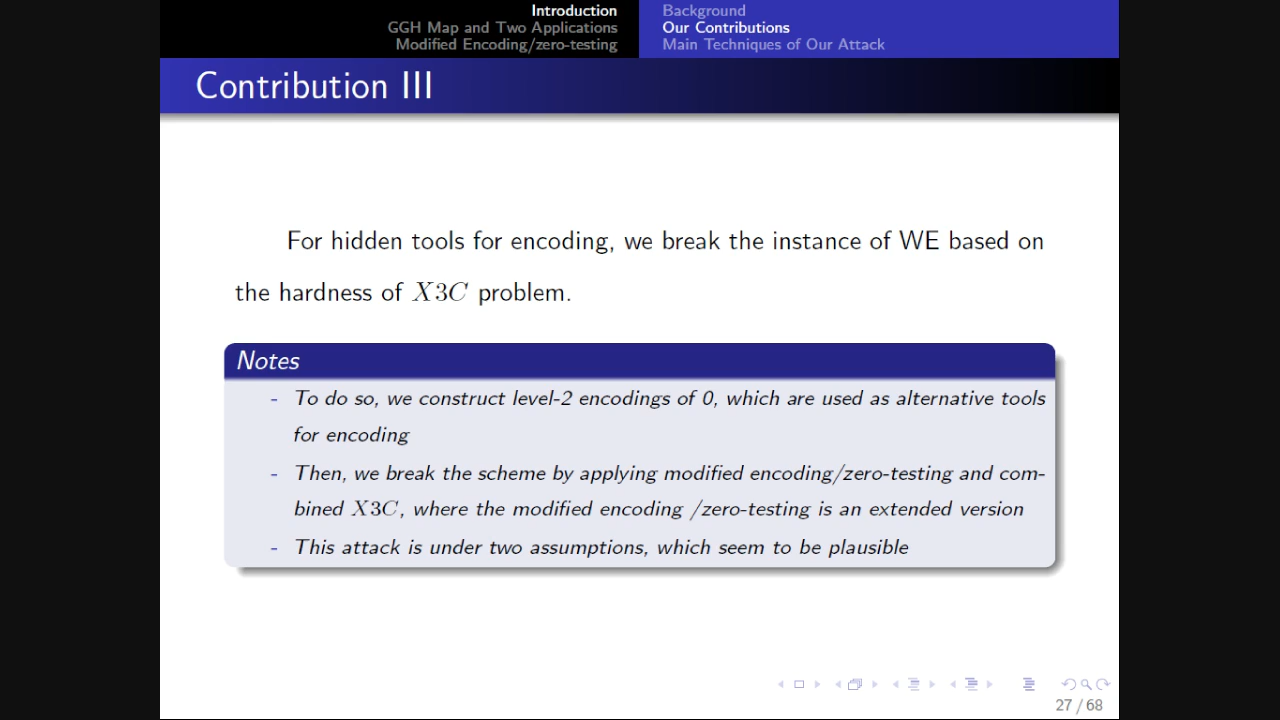 Introduction
GGH Map and Two Applications
Modified Encoding/zero-testing
Background
Our Contributions
Main Techniques of Our Attack
Contribution III
For hidden tools for encoding, we break the instance of WE based on
the hardness of X3C problem.
Notes
- To do so, we construct level-2 encodings of 0, which are used as alternative tools
for encoding
- Then, we break the scheme by applying modified encoding/zero-testing and com-
bined X3C, where the modified encoding /zero-testing is an extended version
- This attack is under two assumptions, which seem to be plausible
27 / 68